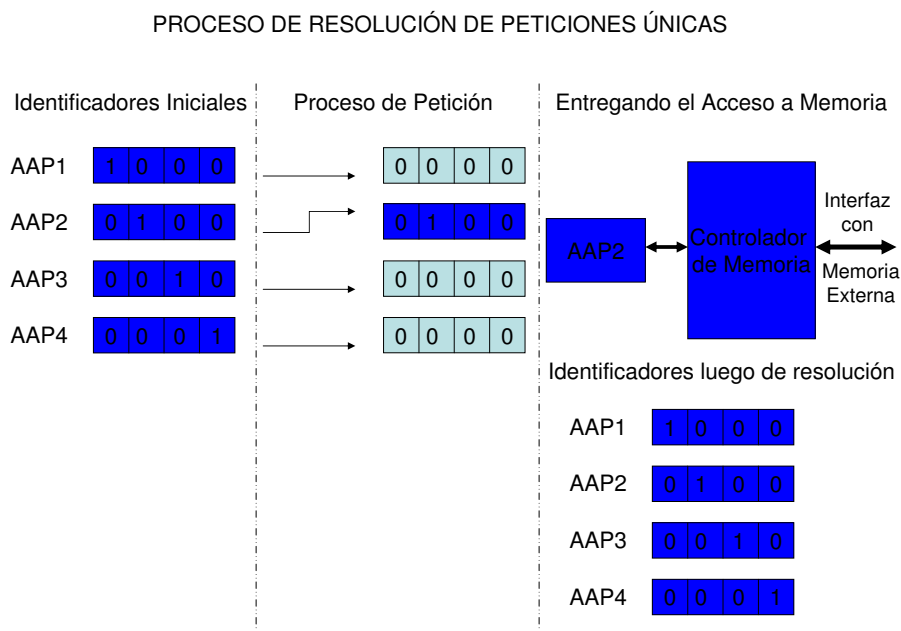 PROCESO DE RESOLUCIÓN DE PETICIONES ÚNICAS
Identificadores Iniciales
AAP1 1 0 0 0
AAP2 0 1 0 0
AAP3 0 0 1 0
AAP4 0 0 0 1
Proceso de Petición
0 0 0 0
0 1 0 0
0 0 0 0
0 0 0 0
Entregando el Acceso a Memoria
AAP2
Controlador
de Memoria
Interfaz
con
Memoria
Externa
Identificadores luego de resolución
AAP1 1 0 0 0
AAP2 0 1 0 0
AAP3 0 0 1 0
AAP4 0 0 0 1